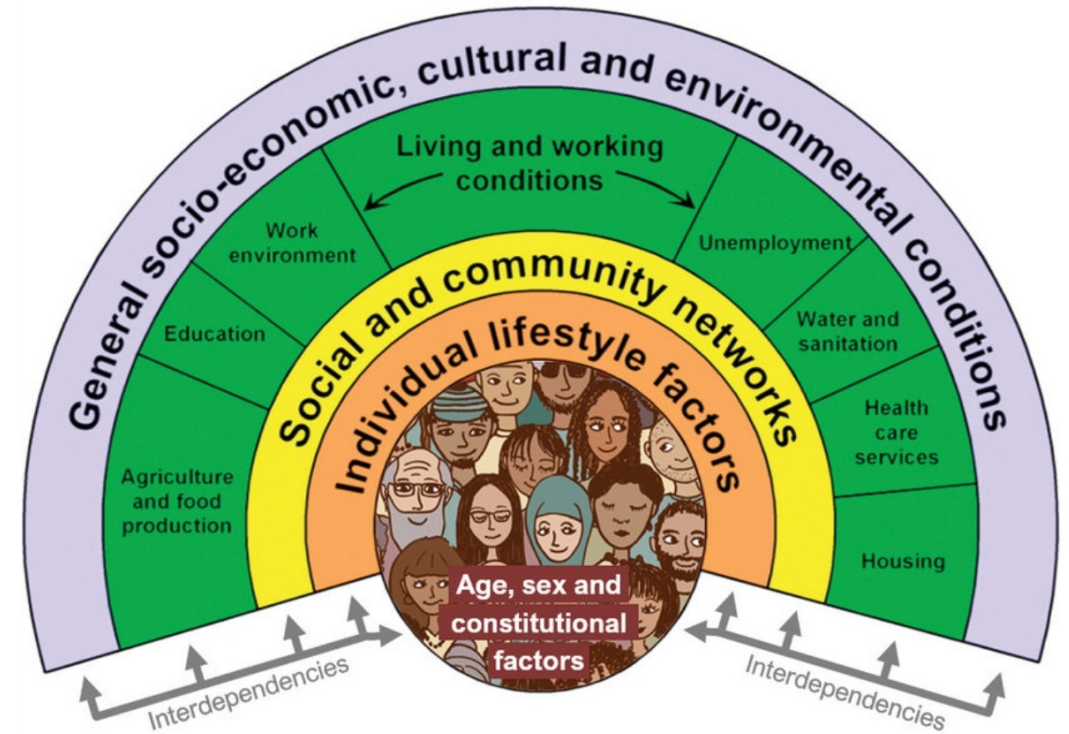 General socio-economic, cultural and environmental conditions
Living and working
conditions
Work
environment
Unemployment
Education
Water and
sanitation
Agriculture
and food
production
Health
care
services
Housing
Social and community networks
Individual lifestyle factors
Age, sex and
constitutional
factors
Interdependencies
Interdependencies